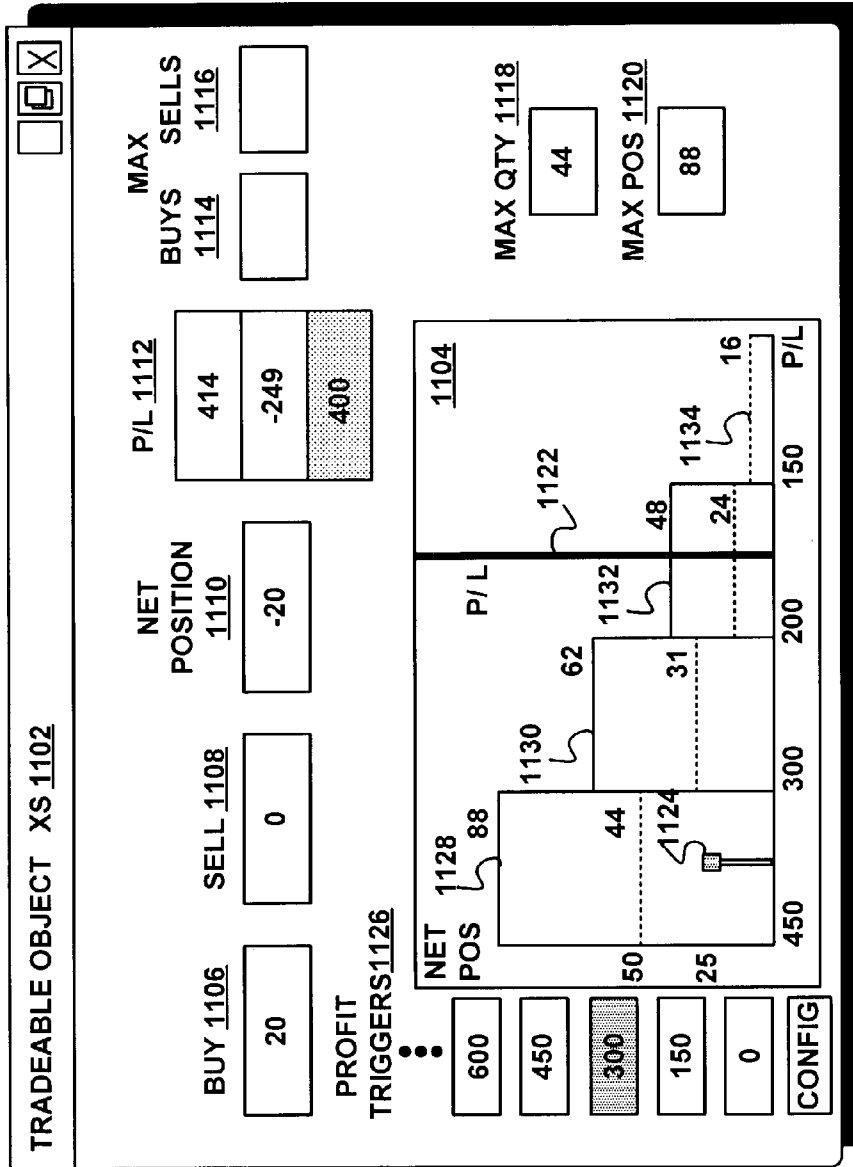 TRADEABLE OBJECT XS 1102
X
BUY 1106
20
SELL 1108
0
NET
POSITION
1110
-20
P/L 1112
414
-249
400
MAX
BUYS
1114
SELLS
1116
PROFIT
TRIGGERS1126
600
450
300
150
0
CONFIG
NET
POS
50
25
1128
88
44
1124
1130
62
31
P/ L
1132
1122
48
24
1104
1134
16
450
300
200
150
P/L
MAX QTY 1118
44
MAX POS 1120
88